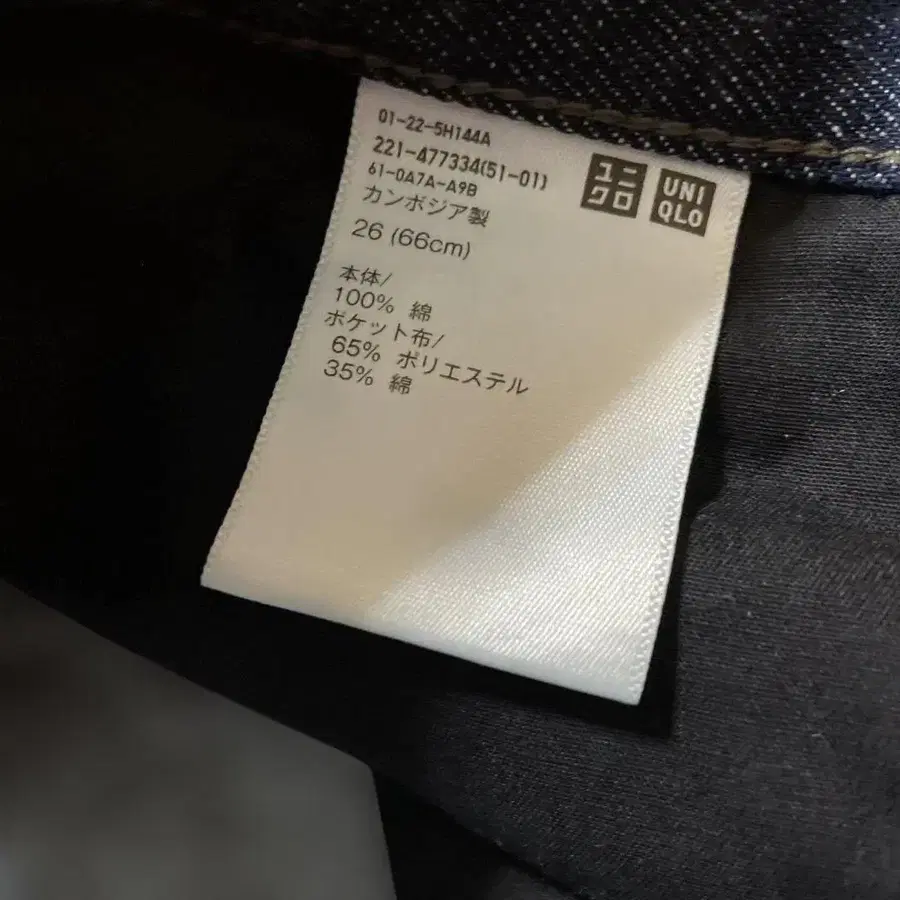 01-22-5H144A
221-477334(51-01)
61-0A7A-A9B
カンボジア製
26 (66cm)
本体/
100% 綿
ポケット布/
65% ポリエステル
35% 綿
ユニ
クロ
UNI
QLO